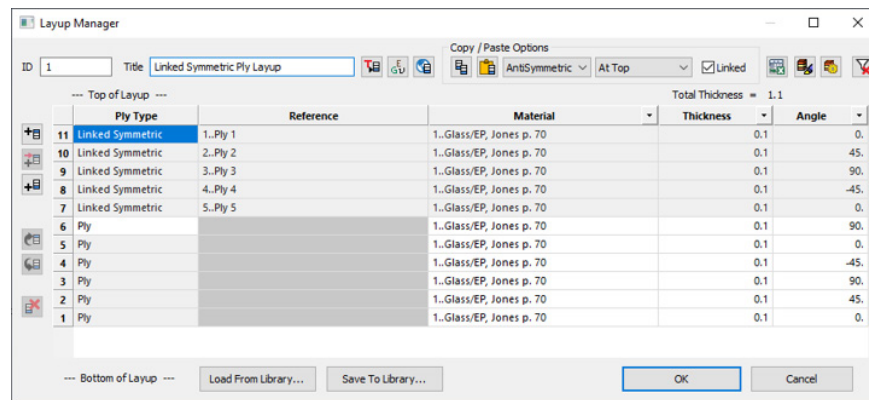 Layup Manager
Copy / Paste Options
ID 1 Title Linked Symmetric Ply Layup AntiSymmetric At Top Linked
--- Top of Layup --- Total Thickness = 1.1
Ply Type Reference Material Thickness Angle
11 Linked Symmetric 1..Ply 1 1..Glass/EP, Jones p. 70 0.1 0.
10 Linked Symmetric 2..Ply 2 1..Glass/EP, Jones p. 70 0.1 45.
9 Linked Symmetric 3..Ply 3 1..Glass/EP, Jones p. 70 0.1 90.
8 Linked Symmetric 4..Ply 4 1..Glass/EP, Jones p. 70 0.1 -45.
7 Linked Symmetric 5..Ply 5 1..Glass/EP, Jones p. 70 0.1 0.
6 Ply 1..Glass/EP, Jones p. 70 0.1 90.
5 Ply 1..Glass/EP, Jones p. 70 0.1 0.
4 Ply 1..Glass/EP, Jones p. 70 0.1 -45.
3 Ply 1..Glass/EP, Jones p. 70 0.1 90.
2 Ply 1..Glass/EP, Jones p. 70 0.1 45.
1 Ply 1..Glass/EP, Jones p. 70 0.1 0.
--- Bottom of Layup --- Load From Library... Save To Library... OK Cancel